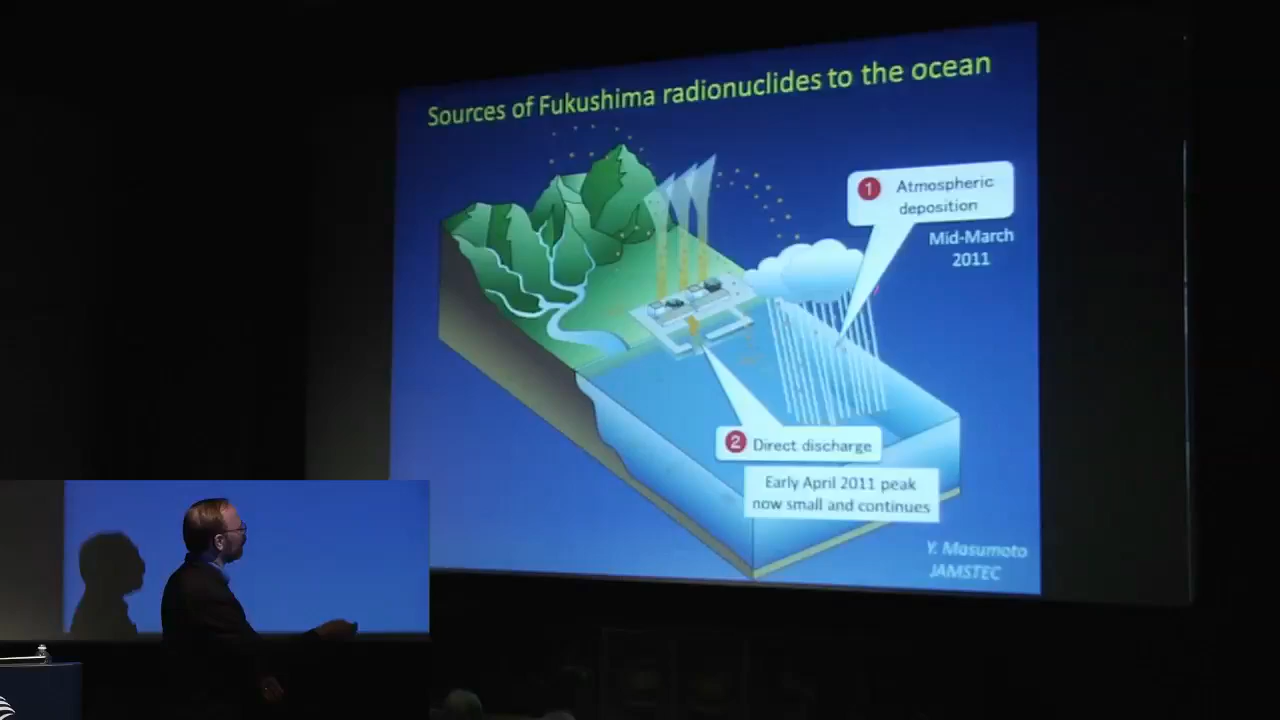 Sources of Fukushima radionuclides to the ocean
1 Atmospheric
deposition
Mid-March
2011
2 Direct discharge
Early April 2011 peak
now small and continues
Y. Masumoto
JAMSTEC